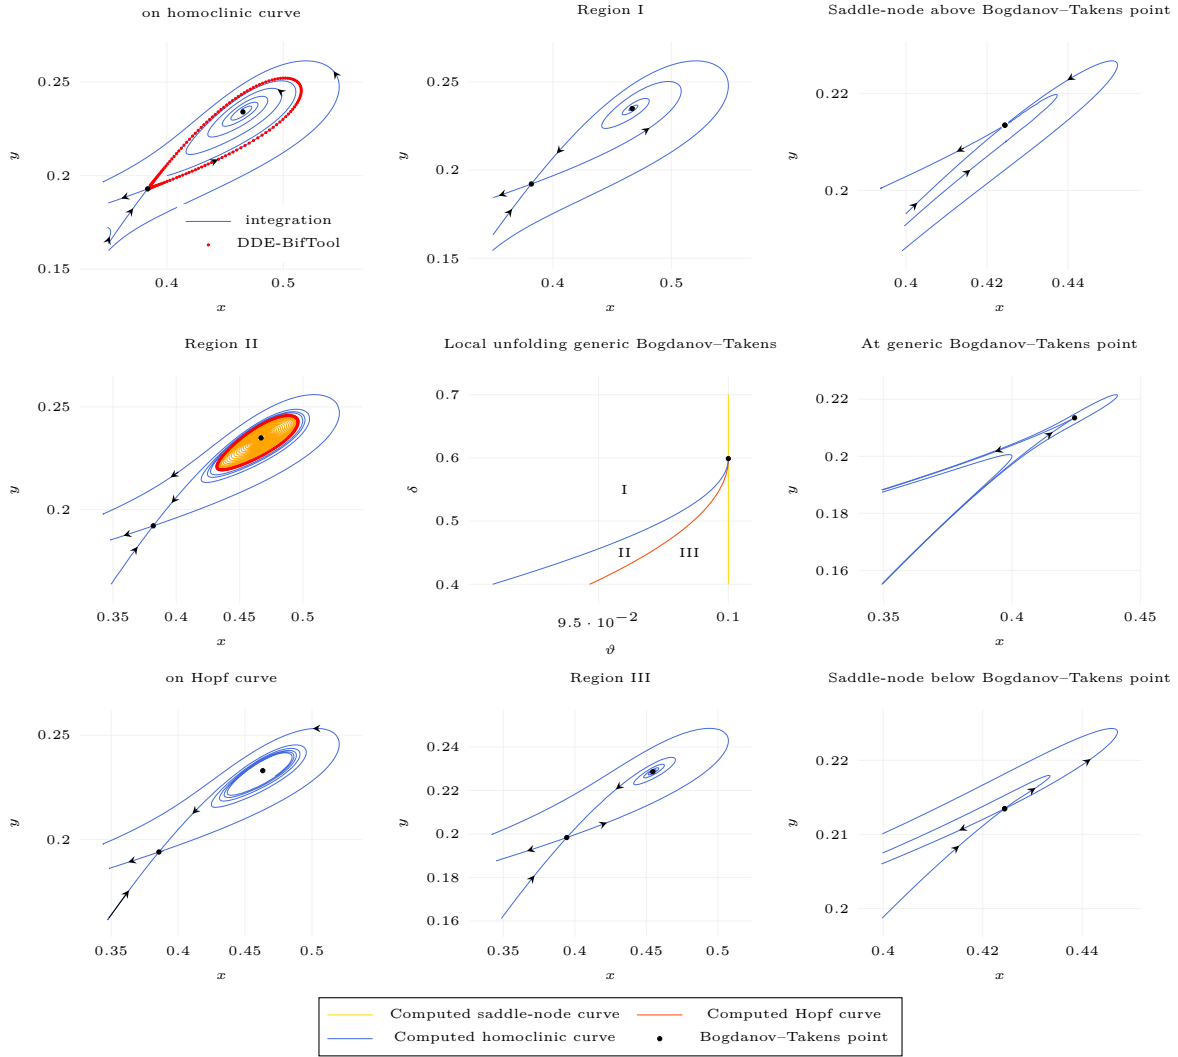 on homoclinic curve
Region I
Saddle-node above Bogdanov–Takens point
0.25
0.2
0.15
y
0.4
0.5
x
integration
DDE-BifTool
0.25
0.2
0.15
y
0.4
0.5
x
0.22
0.2
y
0.4
0.42
0.44
x
Region II
Local unfolding generic Bogdanov–Takens
At generic Bogdanov–Takens point
0.25
0.2
y
0.35
0.4
0.45
0.5
x
0.7
0.6
0.5
0.4
δ
I
II
III
9.5 · 10−2
0.1
ϑ
0.22
0.2
0.18
0.16
y
0.35
0.4
0.45
x
on Hopf curve
Region III
Saddle-node below Bogdanov–Takens point
0.25
0.2
y
0.35
0.4
0.45
0.5
x
0.24
0.22
0.2
0.18
0.16
y
0.35
0.4
0.45
0.5
x
0.22
0.21
0.2
y
0.4
0.42
0.44
x
Computed saddle-node curve
Computed Hopf curve
Computed homoclinic curve
Bogdanov–Takens point